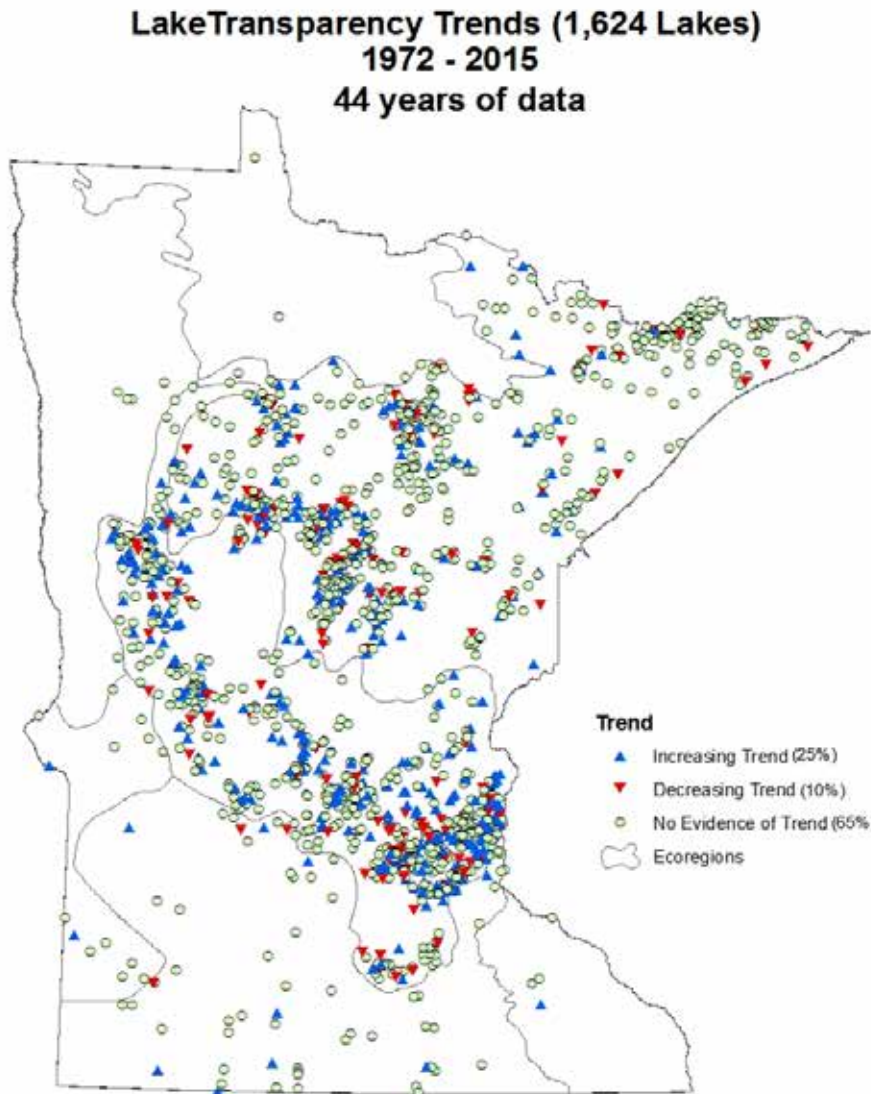 LakeTransparency Trends (1,624 Lakes)
1972 - 2015
44 years of data
Trend
Increasing Trend (25%)
Decreasing Trend (10%)
No Evidence of Trend (65%
Ecoregions